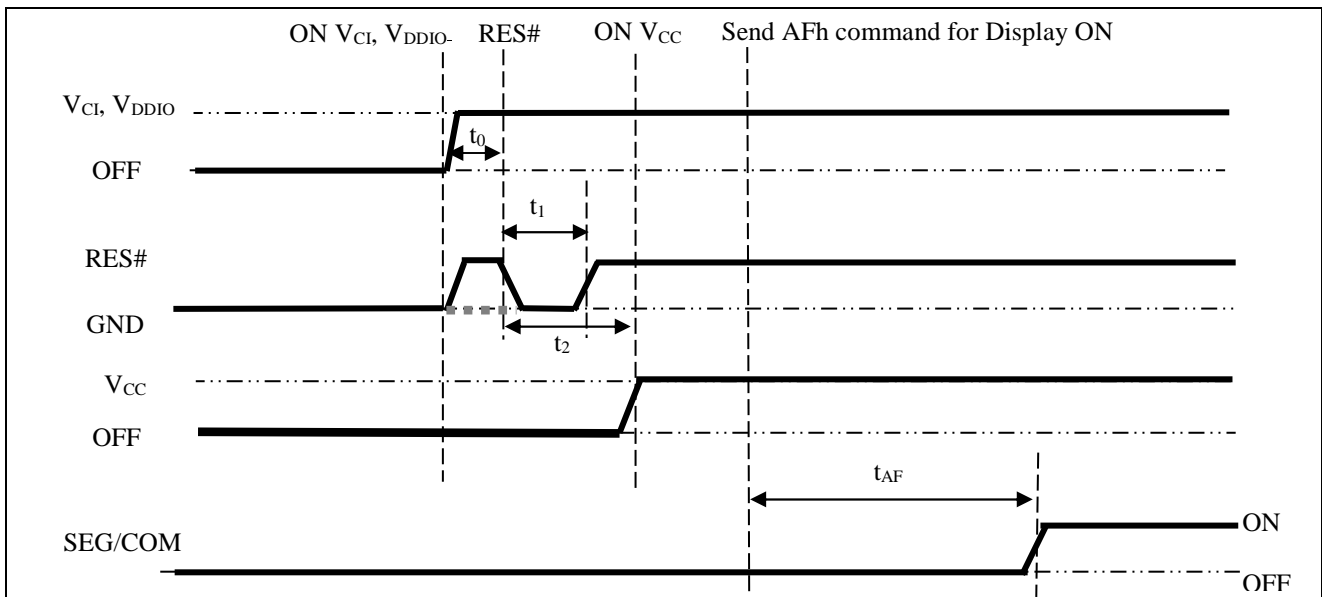 ON VCI, VDDIO- RES# ON VCC Send AFh command for Display ON
VCI, VDDIO
t0
OFF
t1
RES#
GND
t2
VCC
OFF
tAF
ON
SEG/COM
OFF